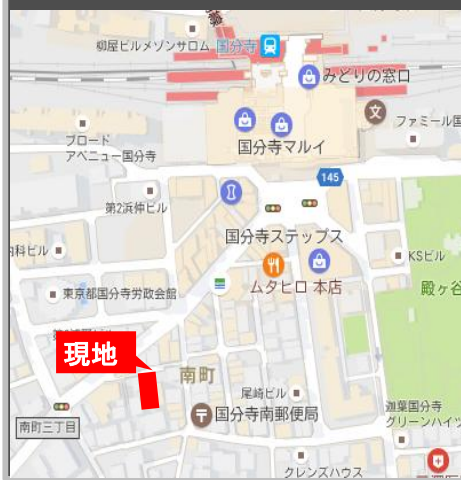 柳屋ビルメゾンサロム
国分寺
みどりの窓口
文
ファミール国
国分寺マルイ
ブロード
アベニュー国分寺
145
第2浜仲ビル
国分寺ステップス
KSビル
科ビル
ムタヒロ 本店
殿ヶ谷
東京都国分寺労政会館
現地
南町
尾崎ビル
国分寺南郵便局
迦葉国分寺
グリーンハイツ
南町三丁目
クレンズハウス